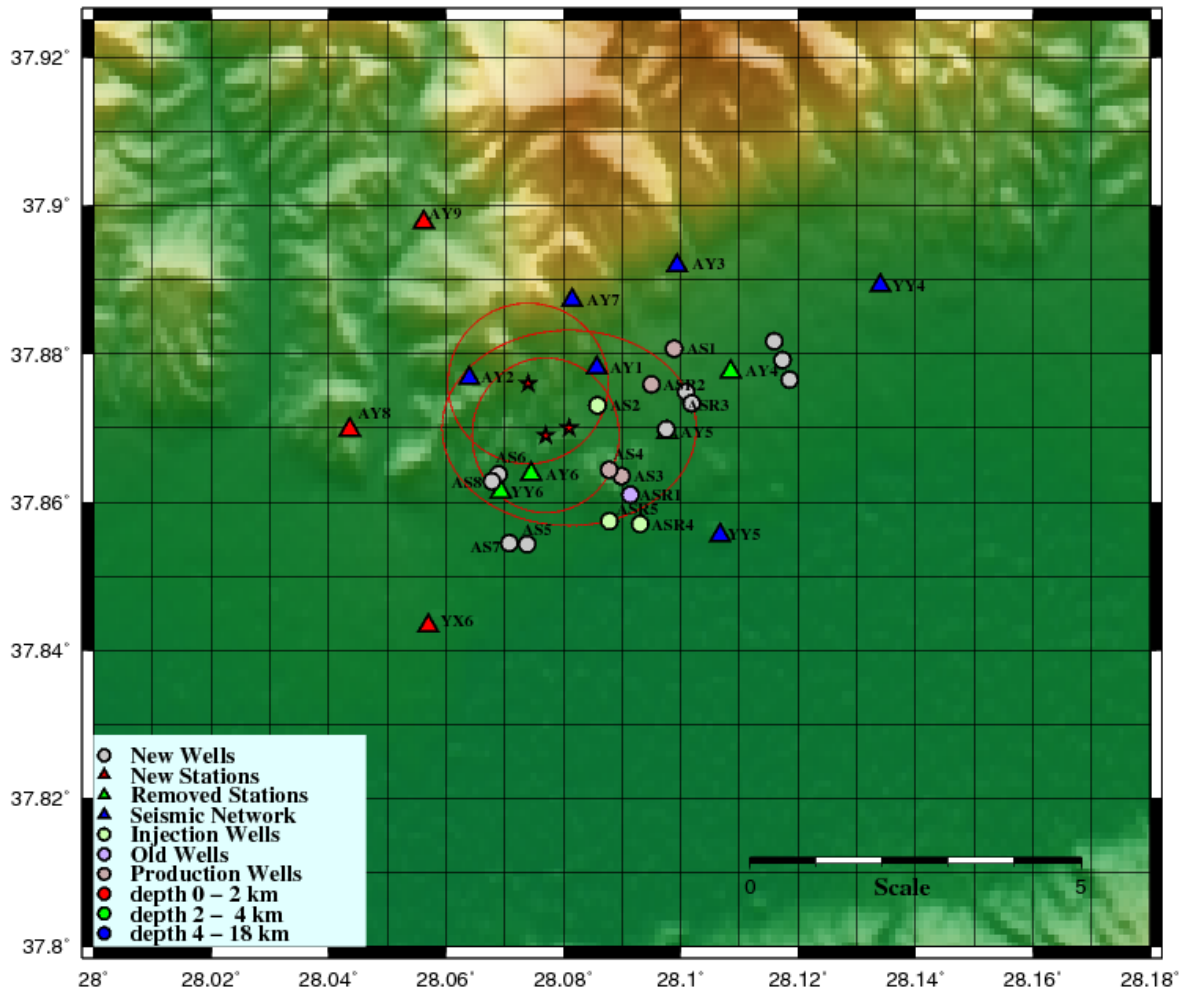 37.92°
37.9°
37.88°
37.86°
37.84°
37.82°
37.8°
AY9
AY3
YY4
AY7
AS1
AY1
AY4
AY2
ASR2
AS2
ASR3
AY8
AY5
AS6
AS4
AY6
AS3
AS8
YY6
ASR1
ASR5
ASR4
AS5
YY5
AS7
YX6
New Wells
New Stations
Removed Stations
Seismic Network
Injection Wells
Old Wells
Production Wells
depth 0 – 2 km
depth 2 – 4 km
depth 4 – 18 km
0 Scale 5
28° 28.02° 28.04° 28.06° 28.08° 28.1° 28.12° 28.14° 28.16° 28.18°